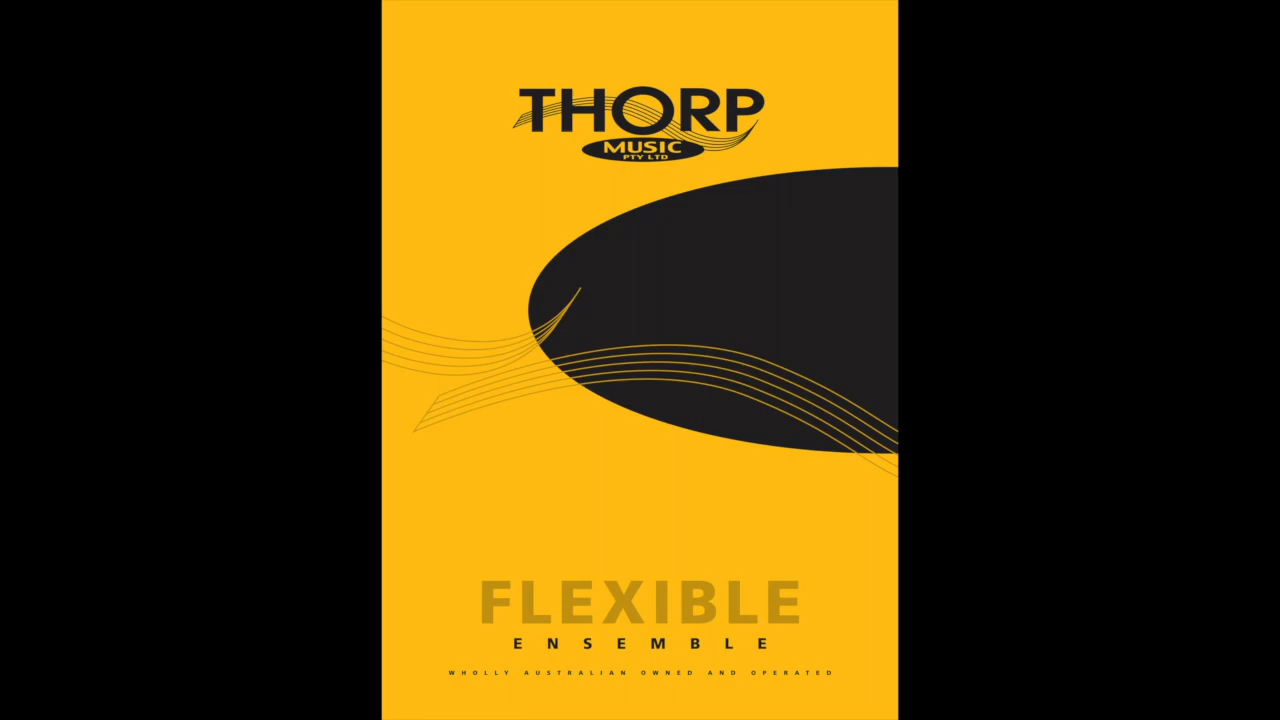 THORP
MUSIC
PTY LTD
FLEXIBLE
ENSEMBLE
WHOLLY AUSTRALIAN OWNED AND OPERATED